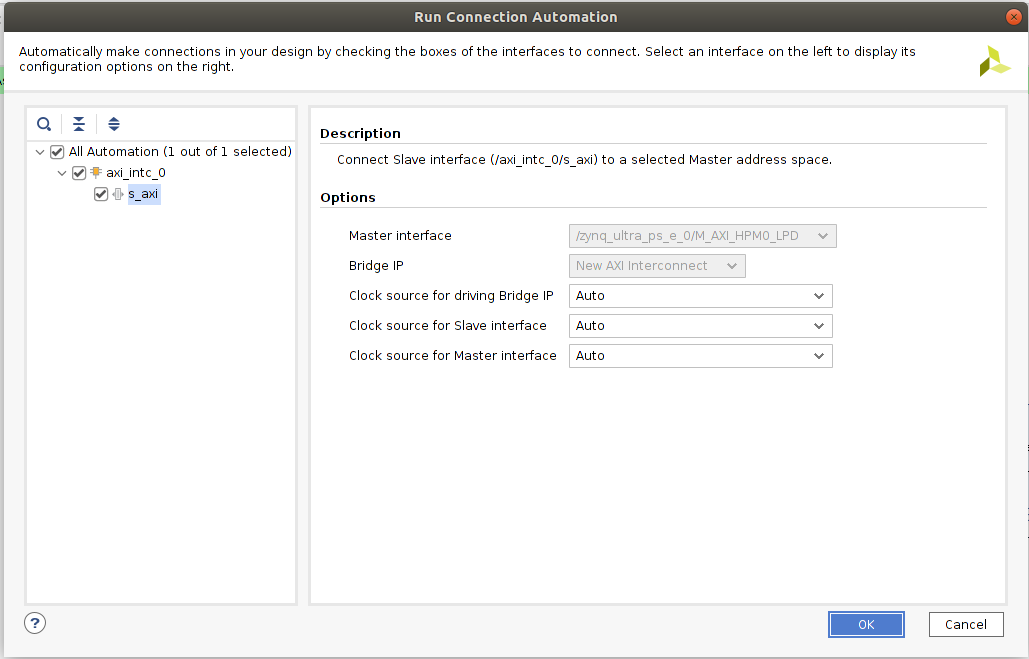 Run Connection Automation
Automatically make connections in your design by checking the boxes of the interfaces to connect. Select an interface on the left to display its
configuration options on the right.
All Automation (1 out of 1 selected)
axi_intc_0
s_axi
Description
Connect Slave interface (/axi_intc_0/s_axi) to a selected Master address space.
Options
Master interface /zynq_ultra_ps_e_0/M_AXI_HPM0_LPD
Bridge IP New AXI Interconnect
Clock source for driving Bridge IP Auto
Clock source for Slave interface Auto
Clock source for Master interface Auto
? OK Cancel